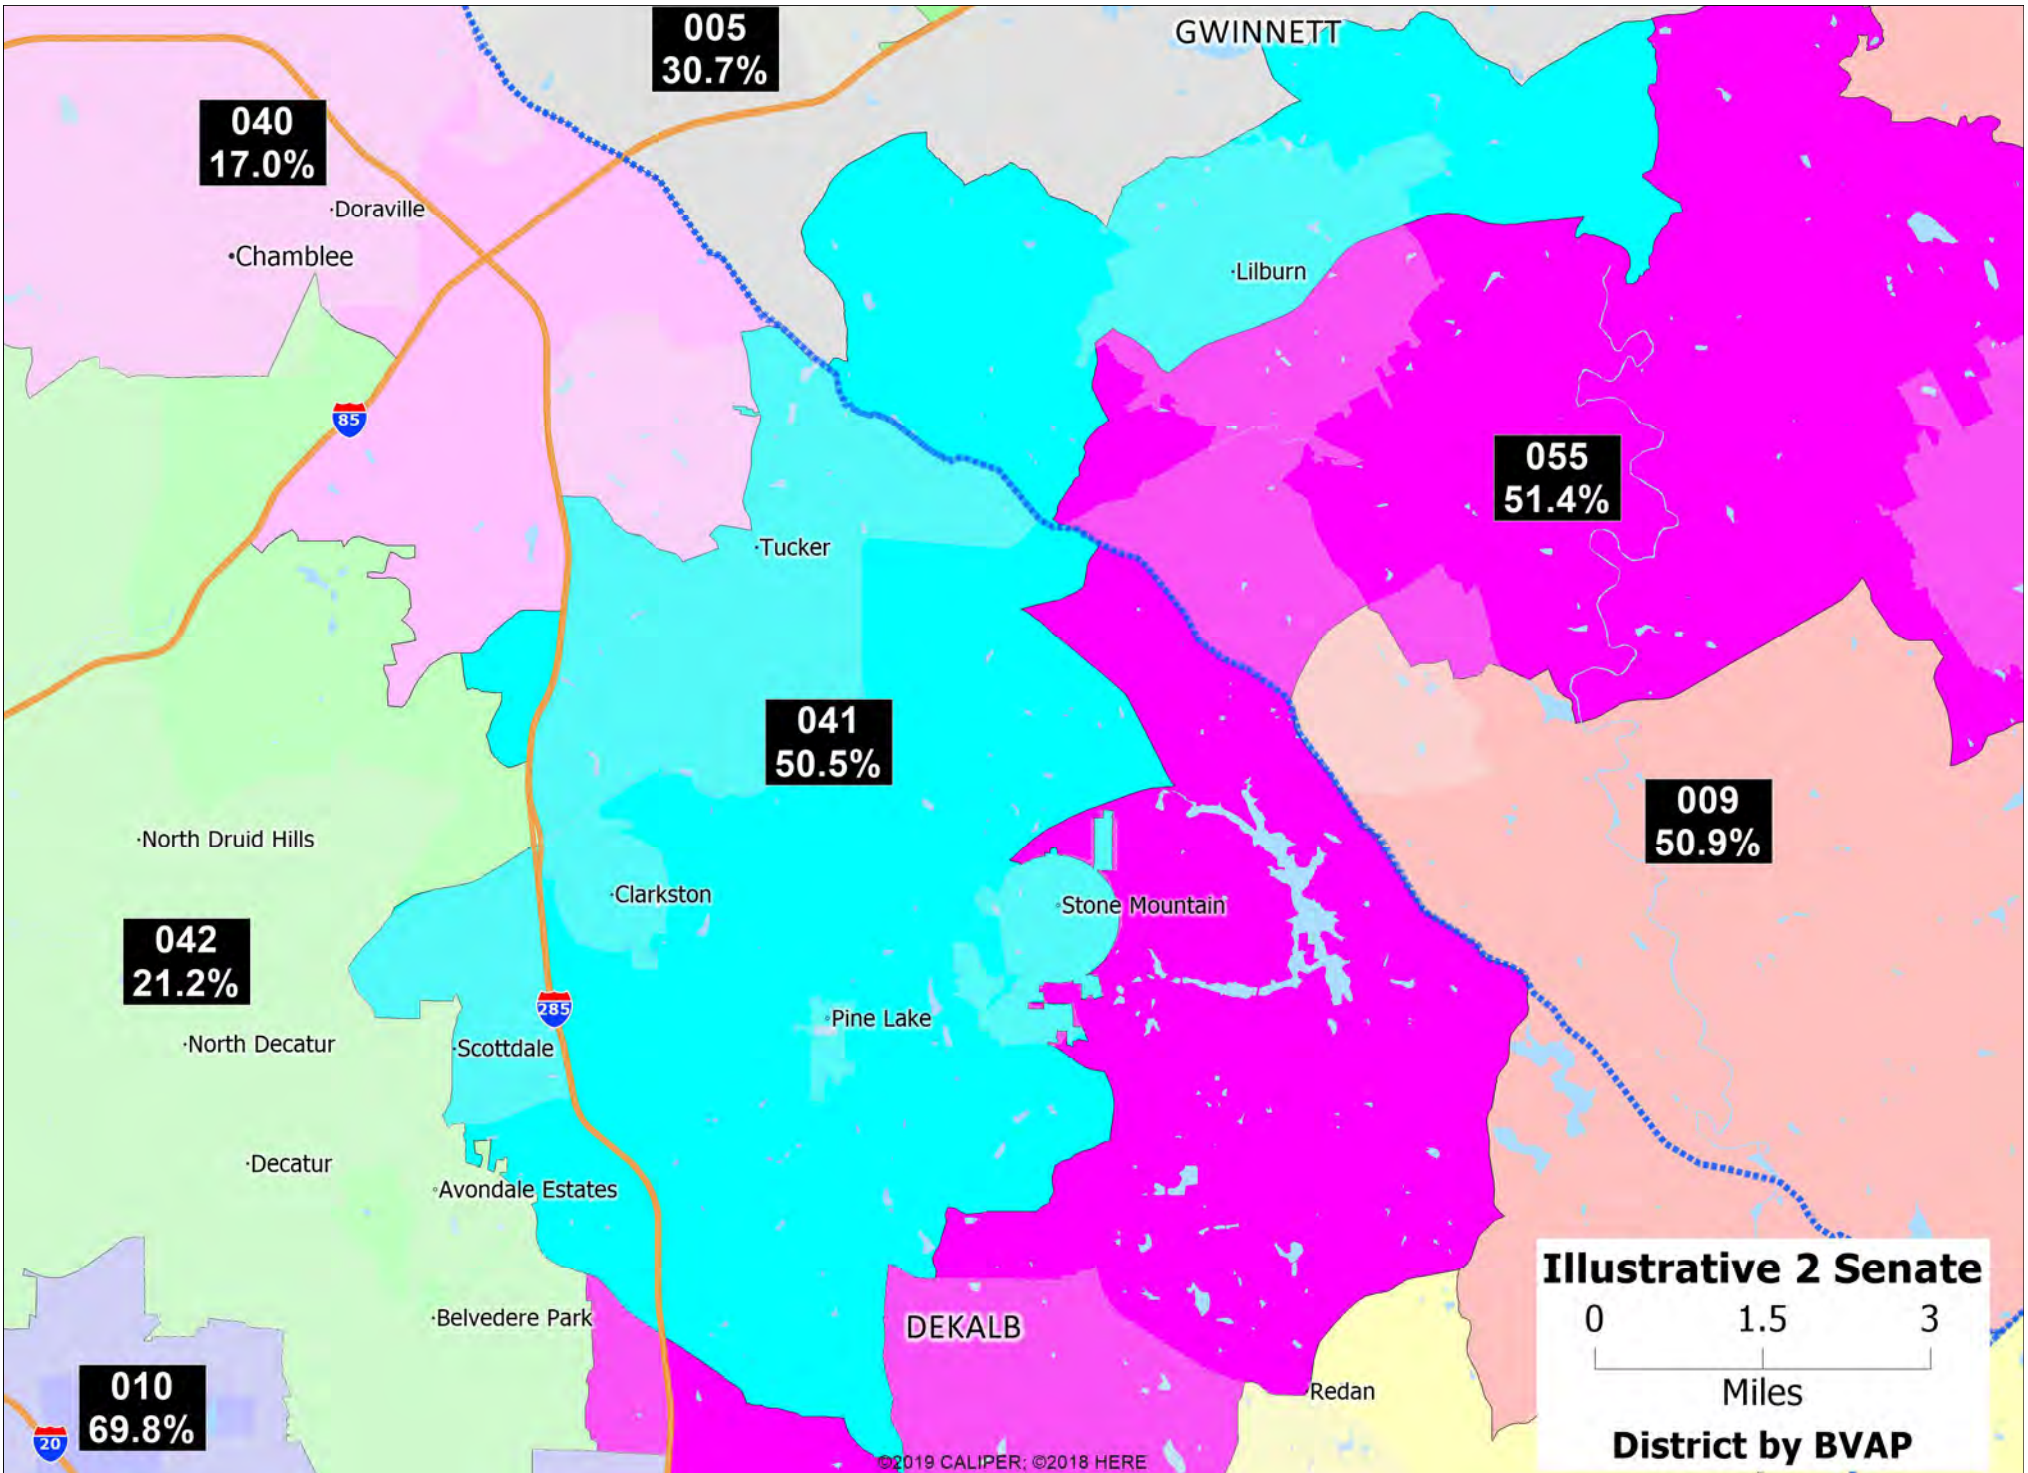 005
30.7%
GWINNETT
040
17.0%
Doraville
Chamble​e
Lilburn
85
055
51.4%
Tucker
041
50.5%
009
50.9%
North Druid Hills
Clarkston
Stone Mountain
042
21.2%
285
Pine Lake
North Decatur
Scottdale
Decatur
Avondale Estates
Illustrative 2 Senate
0 1.5 3
Miles
District by BVAP
Belvedere Park
DEKALB
010
69.8%
Redan
20
©2019 CALIPER; ©2018 HERE